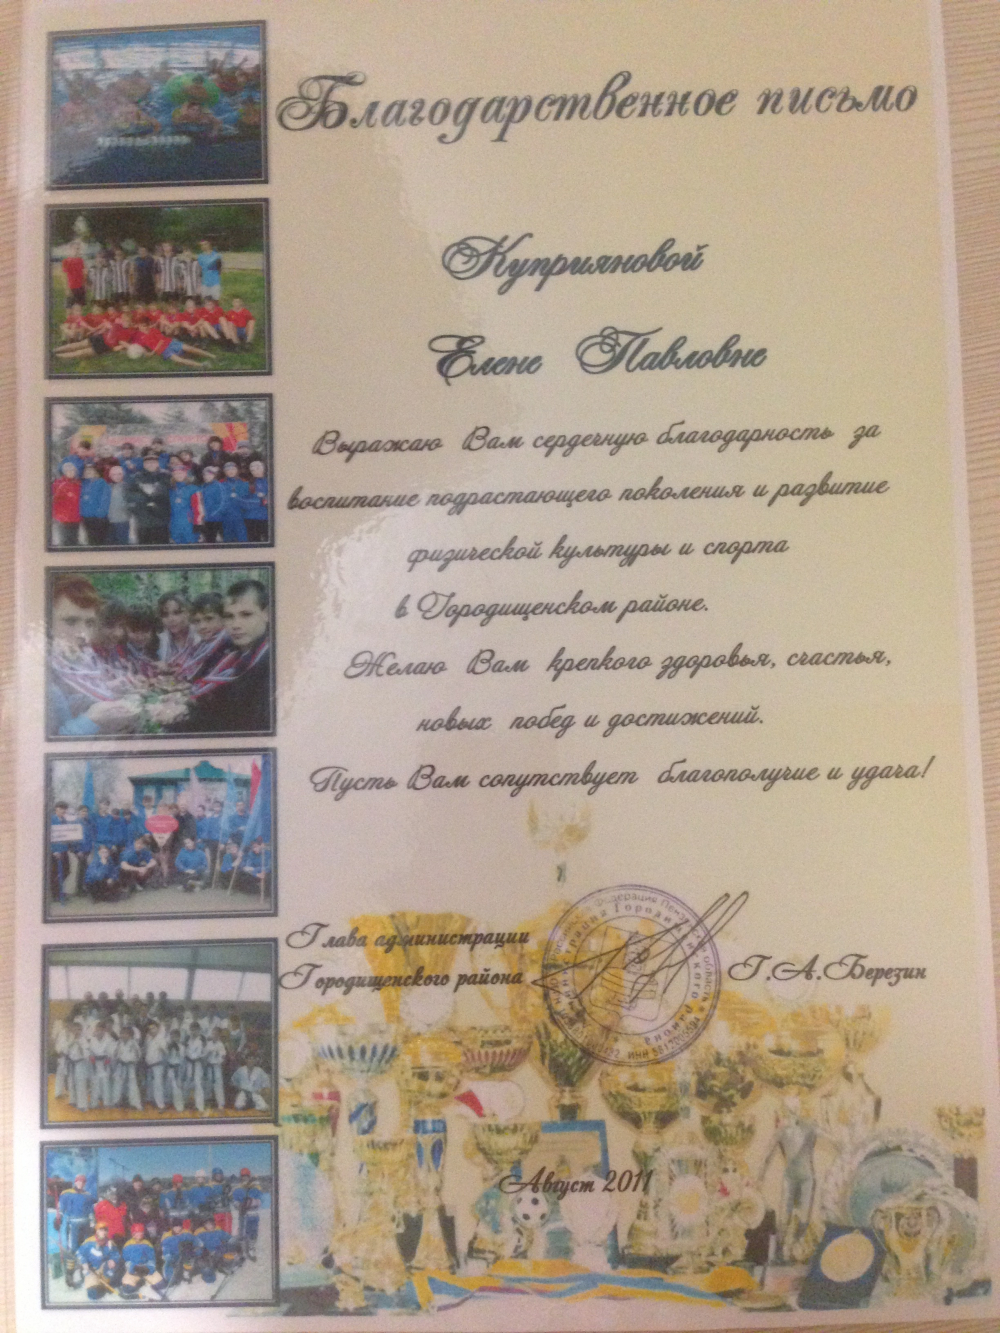 Благодарственное письмо
Куприяновой
Елене Павловне
Выражаю Вам сердечную благодарность за
воспитание подрастающего поколения и развитие
физической культуры и спорта
в Городищенском районе.
Желаю Вам крепкого здоровья, счастья,
новых побед и достижений.
Пусть Вам сопутствует благополучие и удача!
Глава администрации
Городищенского района
Г.А.Березин
Август 2011